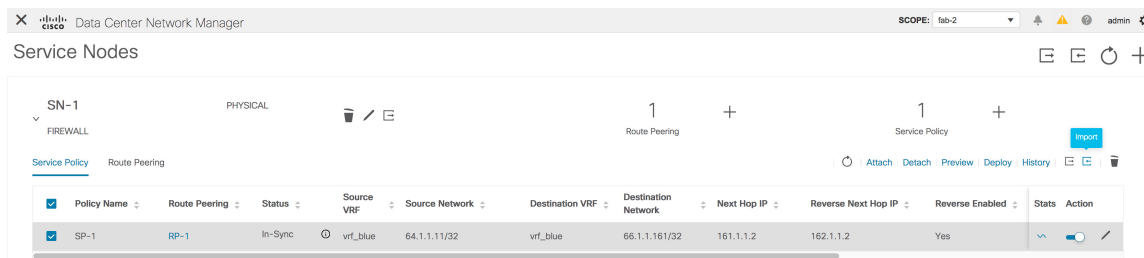 cisco Data Center Network Manager
SCOPE: fab-2
admin
Service Nodes
SN-1
PHYSICAL
FIREWALL
1
Route Peering
1
Service Policy
Import
Service Policy Route Peering
Attach Detach Preview Deploy History
Policy Name Route Peering Status Source VRF Source Network Destination VRF Destination Network Next Hop IP Reverse Next Hop IP Reverse Enabled Stats Action
SP-1 RP-1 In-Sync vrf_blue 64.1.1.11/32 vrf_blue 66.1.1.161/32 161.1.1.2 162.1.1.2 Yes